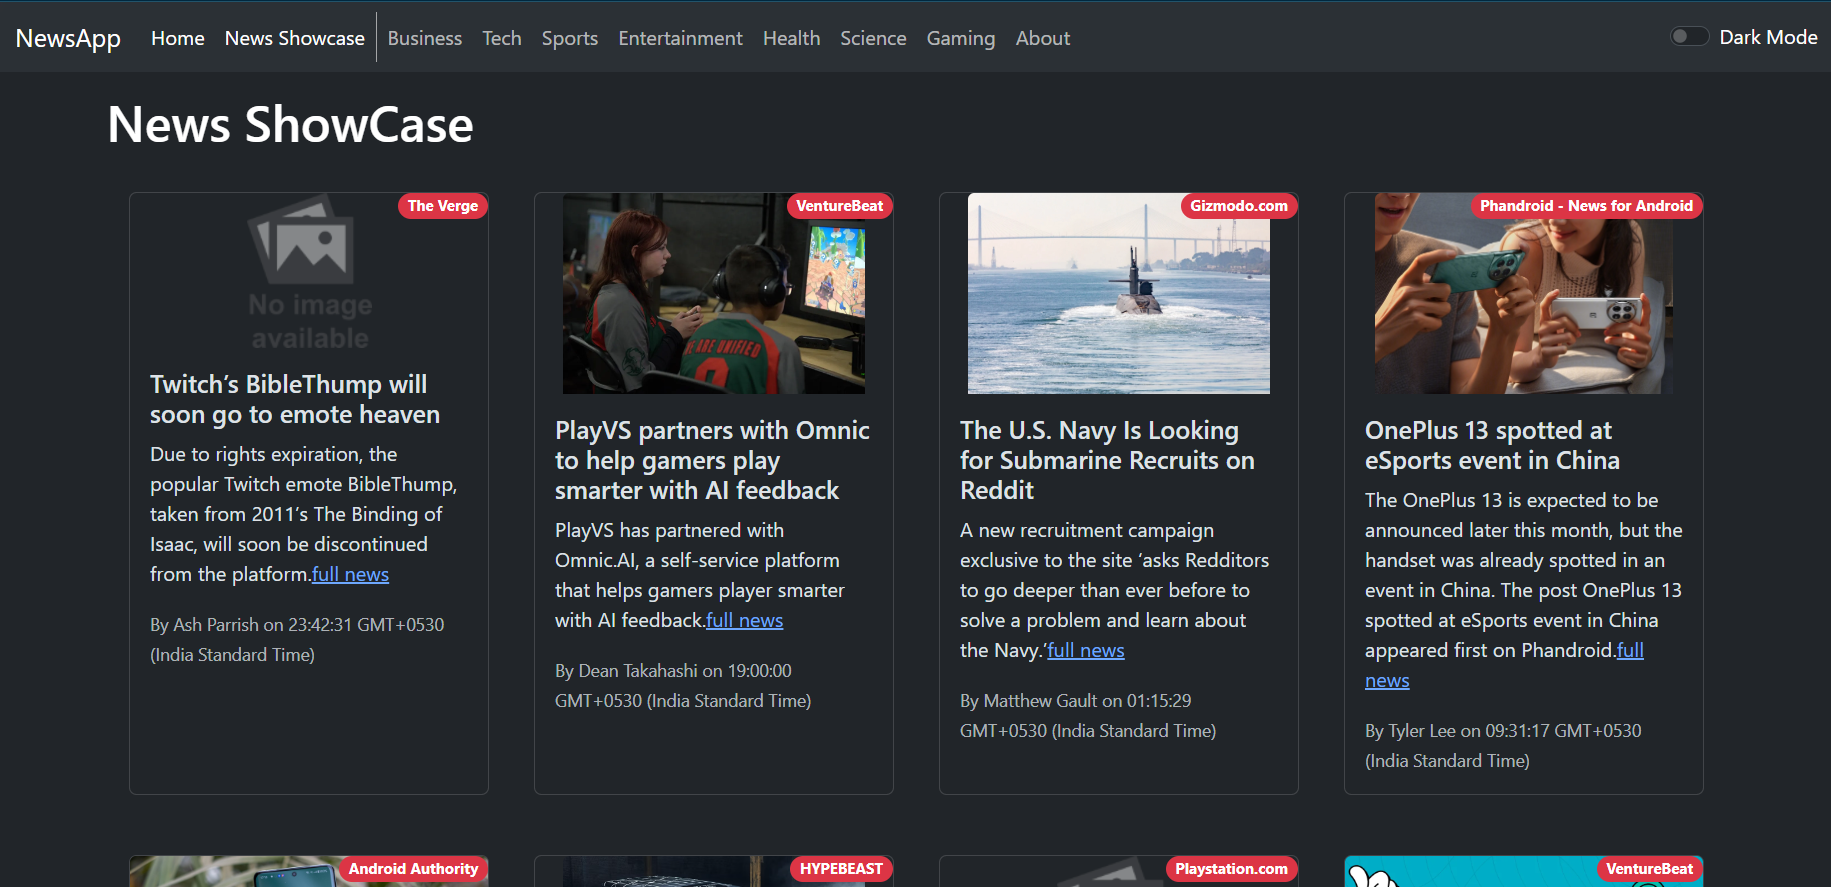 NewsApp Home News Showcase Business Tech Sports Entertainment Health Science Gaming About Dark Mode
News ShowCase
The Verge
No image
available
Twitch’s BibleThump will
soon go to emote heaven
Due to rights expiration, the
popular Twitch emote BibleThump,
taken from 2011’s The Binding of
Isaac, will soon be discontinued
from the platform.full news
By Ash Parrish on 23:42:31 GMT+0530
(India Standard Time)
VentureBeat
WE ARE UNIFIED
PlayVS partners with Omnic
to help gamers play
smarter with AI feedback
PlayVS has partnered with
Omnic.AI, a self-service platform
that helps gamers player smarter
with AI feedback.full news
By Dean Takahashi on 19:00:00
GMT+0530 (India Standard Time)
Gizmodo.com
The U.S. Navy Is Looking
for Submarine Recruits on
Reddit
A new recruitment campaign
exclusive to the site ‘asks Redditors
to go deeper than ever before to
solve a problem and learn about
the Navy.’full news
By Matthew Gault on 01:15:29
GMT+0530 (India Standard Time)
Phandroid - News for Android
OnePlus 13 spotted at
eSports event in China
The OnePlus 13 is expected to be
announced later this month, but the
handset was already spotted in an
event in China. The post OnePlus 13
spotted at eSports event in China
appeared first on Phandroid.full
news
By Tyler Lee on 09:31:17 GMT+0530
(India Standard Time)
Android Authority
HYPEBEAST
Playstation.com
VentureBeat